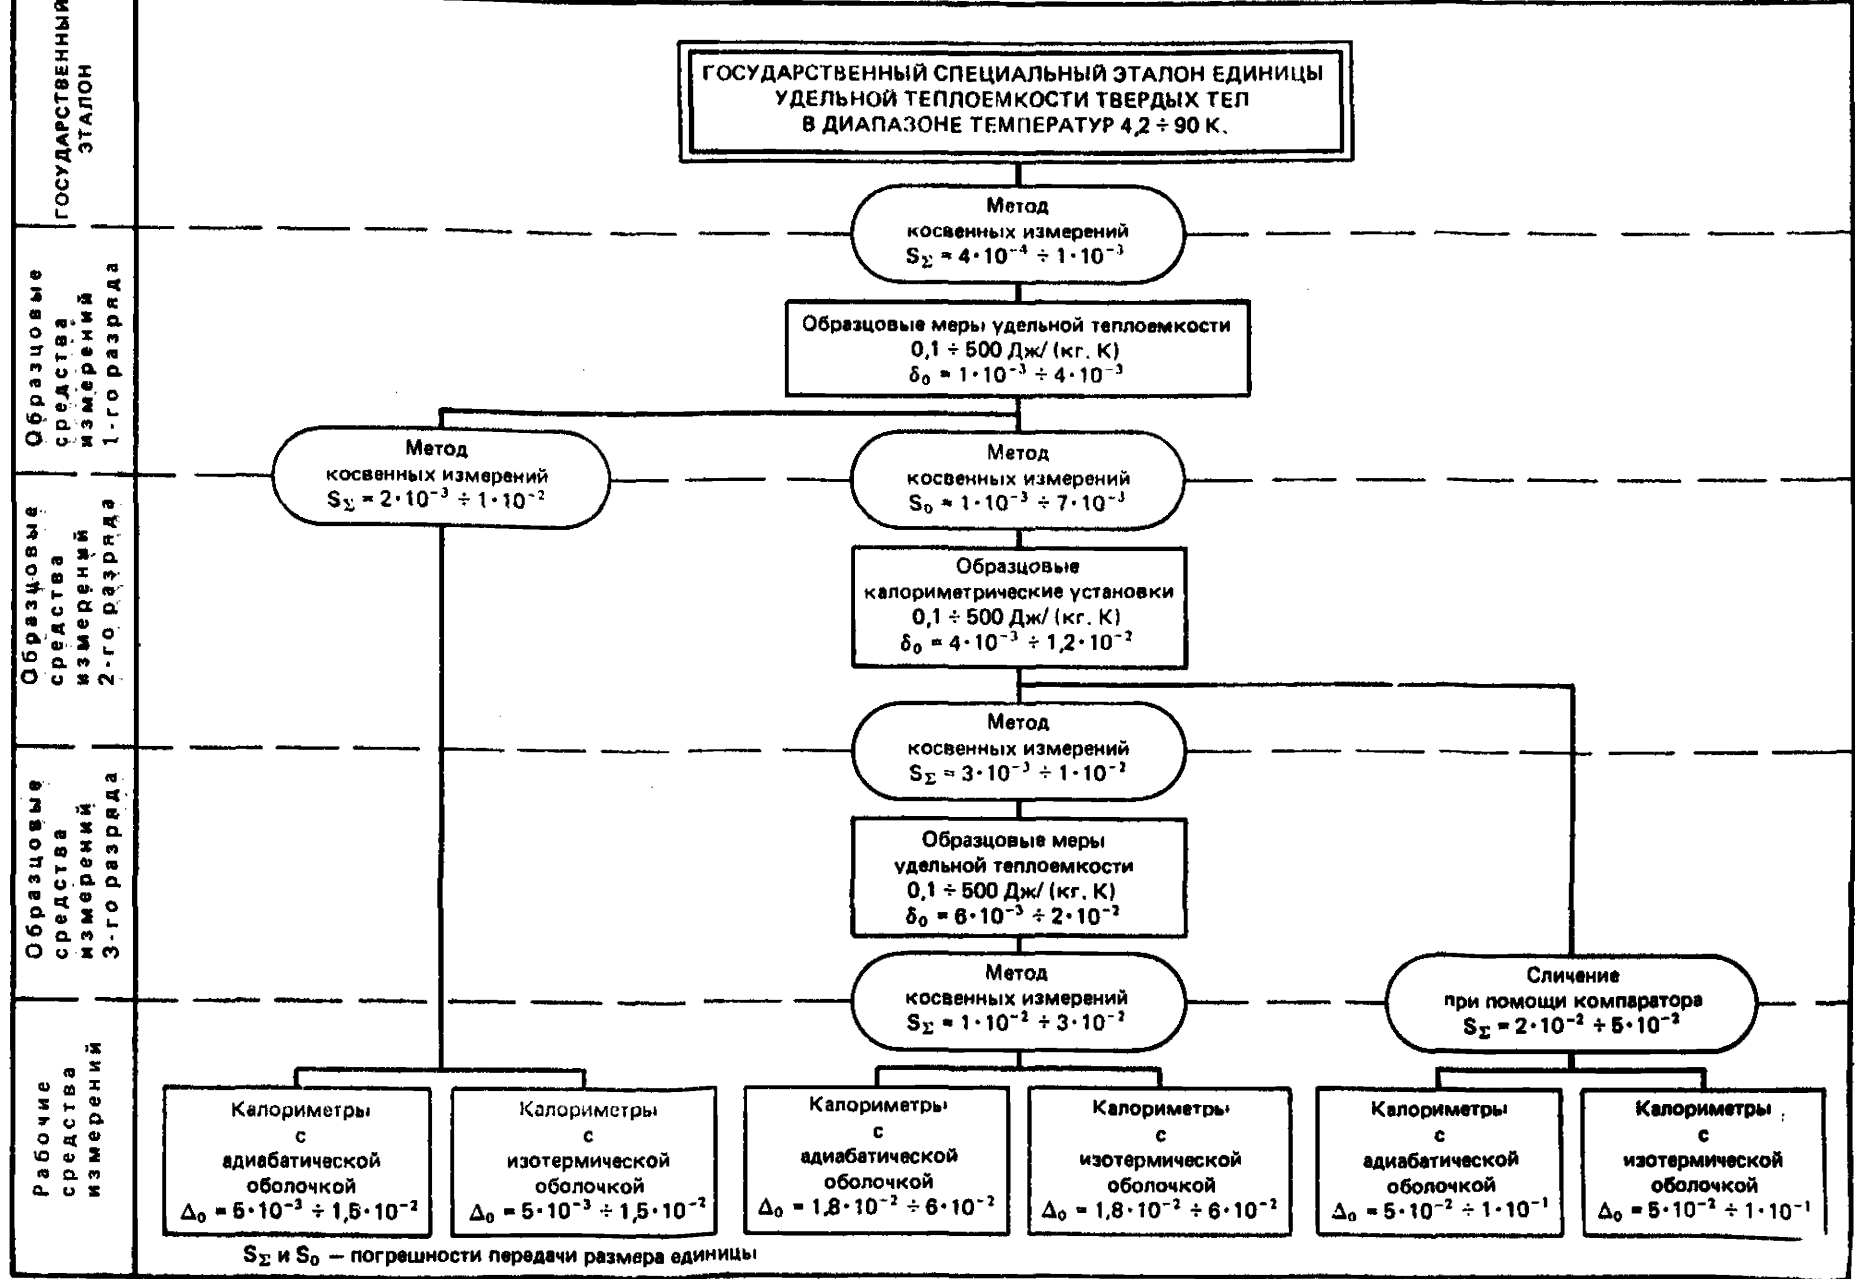 ГОСУДАРСТВЕННЫЙ
ЭТАЛОН
ГОСУДАРСТВЕННЫЙ СПЕЦИАЛЬНЫЙ ЭТАЛОН ЕДИНИЦЫ
УДЕЛЬНОЙ ТЕПЛОЕМКОСТИ ТВЕРДЫХ ТЕЛ
В ДИАПАЗОНЕ ТЕМПЕРАТУР 4,2 ÷ 90 К.
Метод
косвенных измерений
S_Σ = 4·10⁻⁴ ÷ 1·10⁻³
Образцовые
средства
измерений
1-го разряда
Образцовые меры удельной теплоемкости
0,1 ÷ 500 Дж/ (кг. К)
δ₀ = 1·10⁻³ ÷ 4·10⁻³
Метод
косвенных измерений
S_Σ = 2·10⁻³ ÷ 1·10⁻²
Метод
косвенных измерений
S₀ = 1·10⁻³ ÷ 7·10⁻³
Образцовые
средства
измерений
2-го разряда
Образцовые
калориметрические установки
0,1 ÷ 500 Дж/ (кг. К)
δ₀ = 4·10⁻³ ÷ 1,2·10⁻²
Метод
косвенных измерений
S_Σ = 3·10⁻³ ÷ 1·10⁻²
Образцовые
средства
измерений
3-го разряда
Образцовые меры
удельной теплоемкости
0,1 ÷ 500 Дж/ (кг. К)
δ₀ = 6·10⁻³ ÷ 2·10⁻²
Метод
косвенных измерений
S_Σ = 1·10⁻² ÷ 3·10⁻²
Сличение
при помощи компаратора
S_Σ = 2·10⁻² ÷ 5·10⁻²
Рабочие
средства
измерений
Калориметры
с
адиабатической
оболочкой
Δ₀ = 5·10⁻³ ÷ 1,5·10⁻²
Калориметры
с
изотермической
оболочкой
Δ₀ = 5·10⁻³ ÷ 1,5·10⁻²
Калориметры
с
адиабатической
оболочкой
Δ₀ = 1,8·10⁻² ÷ 6·10⁻²
Калориметры
с
изотермической
оболочкой
Δ₀ = 1,8·10⁻² ÷ 6·10⁻²
Калориметры
с
адиабатической
оболочкой
Δ₀ = 5·10⁻² ÷ 1·10⁻¹
Калориметры
с
изотермической
оболочкой
Δ₀ = 5·10⁻² ÷ 1·10⁻¹
S_Σ и S₀ — погрешности передачи размера единицы